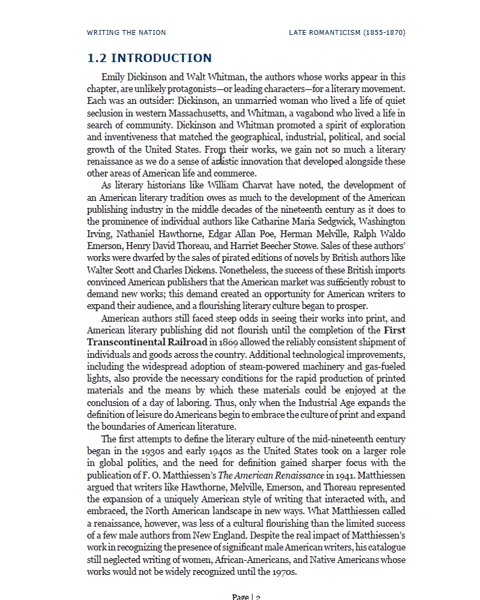 WRITING THE NATION LATE ROMANTICISM (1855-1870)
1.2 INTRODUCTION
Emily Dickinson and Walt Whitman, the authors whose works appear in this
chapter, are unlikely protagonists—or leading characters—for a literary movement.
Each was an outsider: Dickinson, an unmarried woman who lived a life of quiet
seclusion in western Massachusetts, and Whitman, a vagabond who lived a life in
search of community. Dickinson and Whitman promoted a spirit of exploration
and inventiveness that matched the geographical, industrial, political, and social
growth of the United States. From their works, we gain not so much a literary
renaissance as we do a sense of artistic innovation that developed alongside these
other areas of American life and commerce.
As literary historians like William Charvat have noted, the development of
an American literary tradition owes as much to the development of the American
publishing industry in the middle decades of the nineteenth century as it does to
the prominence of individual authors like Catharine Maria Sedgwick, Washington
Irving, Nathaniel Hawthorne, Edgar Allan Poe, Herman Melville, Ralph Waldo
Emerson, Henry David Thoreau, and Harriet Beecher Stowe. Sales of these authors'
works were dwarfed by the sales of pirated editions of novels by British authors like
Walter Scott and Charles Dickens. Nonetheless, the success of these British imports
convinced American publishers that the American market was sufficiently robust to
demand new works; this demand created an opportunity for American writers to
expand their audience, and a flourishing literary culture began to prosper.
American authors still faced steep odds in seeing their works into print, and
American literary publishing did not flourish until the completion of the First
Transcontinental Railroad in 1869 allowed the reliably consistent shipment of
individuals and goods across the country. Additional technological improvements,
including the widespread adoption of steam-powered machinery and gas-fueled
lights, also provide the necessary conditions for the rapid production of printed
materials and the means by which these materials could be enjoyed at the
conclusion of a day of laboring. Thus, only when the Industrial Age expands the
definition of leisure do Americans begin to embrace the culture of print and expand
the boundaries of American literature.
The first attempts to define the literary culture of the mid-nineteenth century
began in the 1930s and early 1940s as the United States took on a larger role
in global politics, and the need for definition gained sharper focus with the
publication of F. O. Matthiessen's The American Renaissance in 1941. Matthiessen
argued that writers like Hawthorne, Melville, Emerson, and Thoreau represented
the expansion of a uniquely American style of writing that interacted with, and
embraced, the North American landscape in new ways. What Matthiessen called
a renaissance, however, was less of a cultural flourishing than the limited success
of a few male authors from New England. Despite the real impact of Matthiessen's
work in recognizing the presence of significant male American writers, his catalogue
still neglected writing of women, African-Americans, and Native Americans whose
works would not be widely recognized until the 1970s.
Page | 2